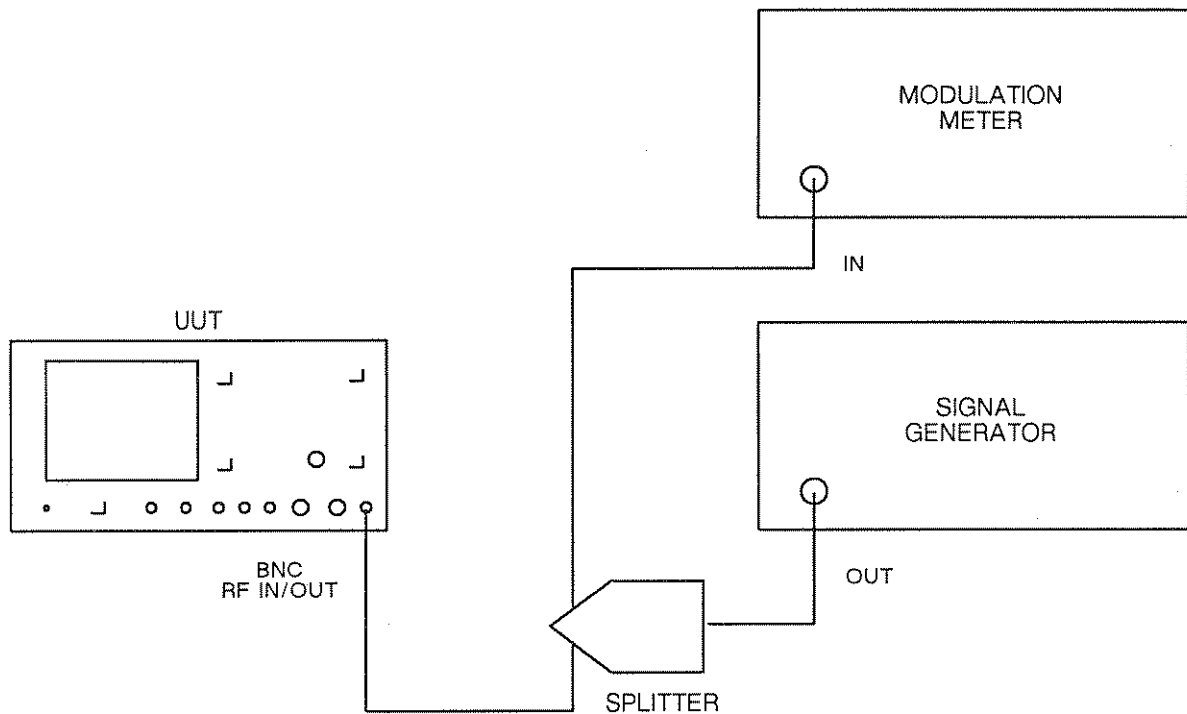 MODULATION
METER
IN
UUT
SIGNAL
GENERATOR
BNC
RF IN/OUT
OUT
SPLITTER